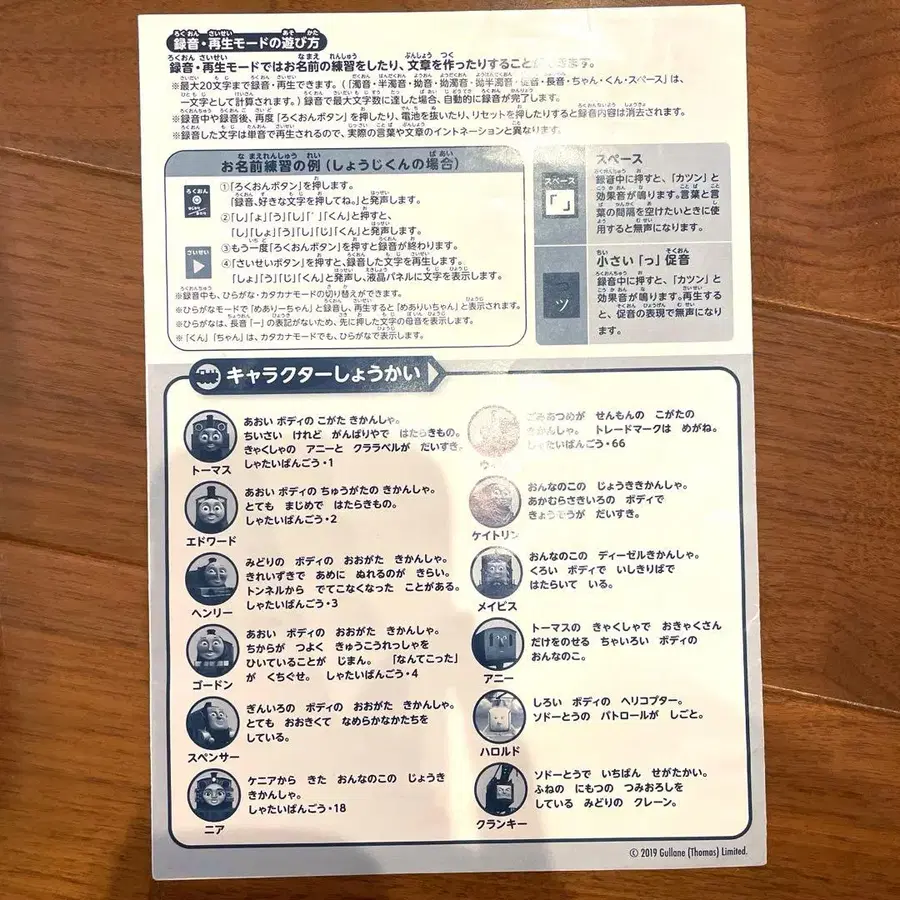 録音・再生モードの遊び方
録音・再生モードではお名前の練習をしたり、文章を作ったりすることができます。
※最大20文字まで録音・再生できます。(「濁音・半濁音・拗音・拗濁音・拗半濁音・促音・長音・ちゃん・くん・スペース」は、
一文字として計算されます。)録音で最大文字数に達した場合、自動的に録音が完了します。
※録音中や録音後、再度「ろくおんボタン」を押したり、電池を抜いたり、リセットを押したりすると録音内容は消去されます。
※録音した文字は単音で再生されるので、実際の言葉や文章のイントネーションと異なります。
お名前練習の例(しょうじくんの場合)
ろくおん
①「ろくおんボタン」を押します。
「録音、好きな文字を押してね。」と発声します。
②「し」「ょ」「う」「し」「゛」「くん」と押すと、
「し」「しょ」「う」「し」「じ」「くん」と発声します。
さいせい
③もう一度「ろくおんボタン」を押すと録音が終わります。
④「さいせいボタン」を押すと、録音した文字を再生します。
「しょ」「う」「じ」「くん」と発声し、液晶パネルに文字を表示します。
※録音中も、ひらがな・カタカナモードの切り替えができます。
※ひらがなモードで「めありーちゃん」と録音し、再生すると「めありいちゃん」と表示されます。
※ひらがなは、長音「ー」の表記がないため、先に押した文字の母音を表示します。
※「くん」「ちゃん」は、カタカナモードでも、ひらがなで表示します。
スペース
「」
スペース
録音中に押すと、「カツン」と
効果音が鳴ります。言葉と言
葉の間隔を空けたいときに使
用すると無声になります。
っ ッ
小さい「っ」促音
録音中に押すと、「カツン」と
効果音が鳴ります。再生する
と、促音の表現で無声になり
ます。
キャラクターしょうかい
トーマス
あおい ボディの こがた きかんしゃ。
ちいさい けれど がんばりやで はたらきもの。
きゃくしゃの アニーと クララベルが だいすき。
しゃたいばんごう・1
エドワード
あおい ボディの ちゅうがたの きかんしゃ。
とても まじめで はたらきもの。
しゃたいばんごう・2
ヘンリー
みどりの ボディの おおがた きかんしゃ。
きれいずきで あめに ぬれるのが きらい。
トンネルから でてこなくなった ことがある。
しゃたいばんごう・3
ゴードン
あおい ボディの おおがた きかんしゃ。
ちからが つよく きゅうこうれっしゃを
ひいていることが じまん。 「なんてこった」
が くちぐせ。 しゃたいばんごう・4
スペンサー
ぎんいろの ボディの おおがた きかんしゃ。
とても おおきくて なめらかなかたちを
している。
ニア
ケニアから きた おんなのこの じょうき
きかんしゃ。
しゃたいばんごう・18
ごみあつめが せんもんの こがたの
きかんしゃ。 トレードマークは めがね。
しゃたいばんごう・66
ケイトリン
おんなのこの じょうききかんしゃ。
あかむらさきいろの ボディで
きょうそうが だいすき。
メイビス
おんなのこの ディーゼルきかんしゃ。
くろい ボディで いしきりばで
はたらいて いる。
アニー
トーマスの きゃくしゃで おきゃくさん
だけをのせる ちゃいろい ボディの
おんなのこ。
ハロルド
しろい ボディの ヘリコプター。
ソドーとうの パトロールが しごと。
クランキー
ソドーとうで いちばん せがたかい。
ふねの にもつの つみおろしを
している みどりの クレーン。
© 2019 Gullane (Thomas) Limited.